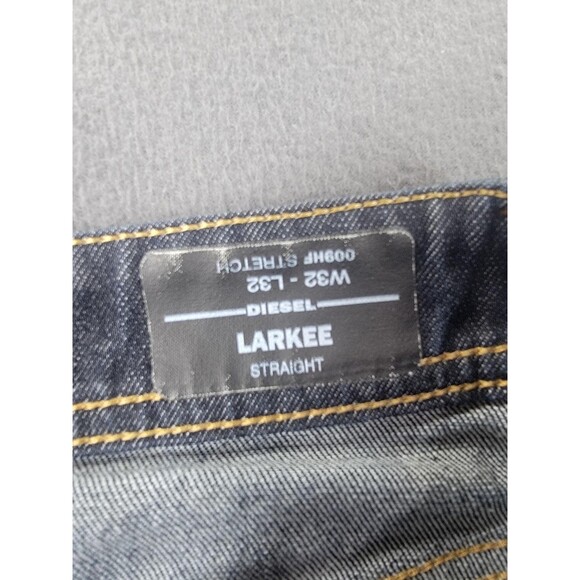 009HF STRETCH
W32 - L32
DIESEL
LARKEE
STRAIGHT